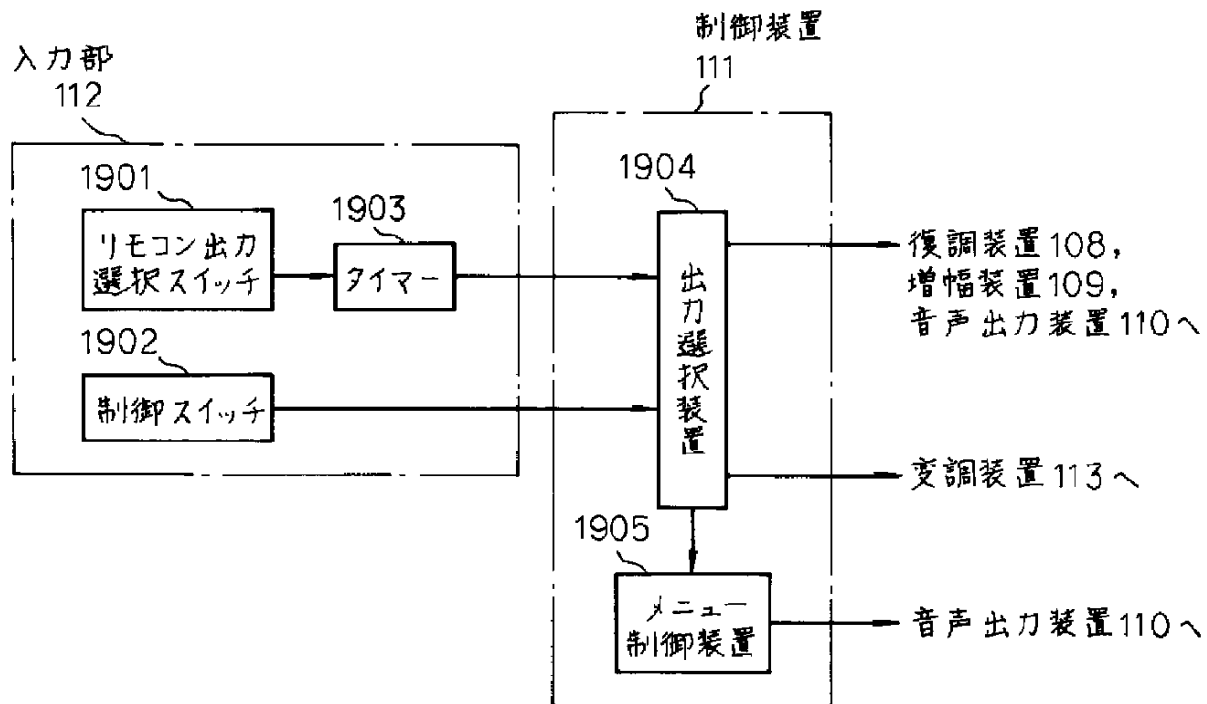 制御装置
111
入力部
112
1901
リモコン出力
選択スイッチ
1903
タイマー
1902
制御スイッチ
1904
出力選択装置
復調装置108,
増幅装置109,
音声出力装置110へ
変調装置113へ
1905
メニュー
制御装置
音声出力装置110へ